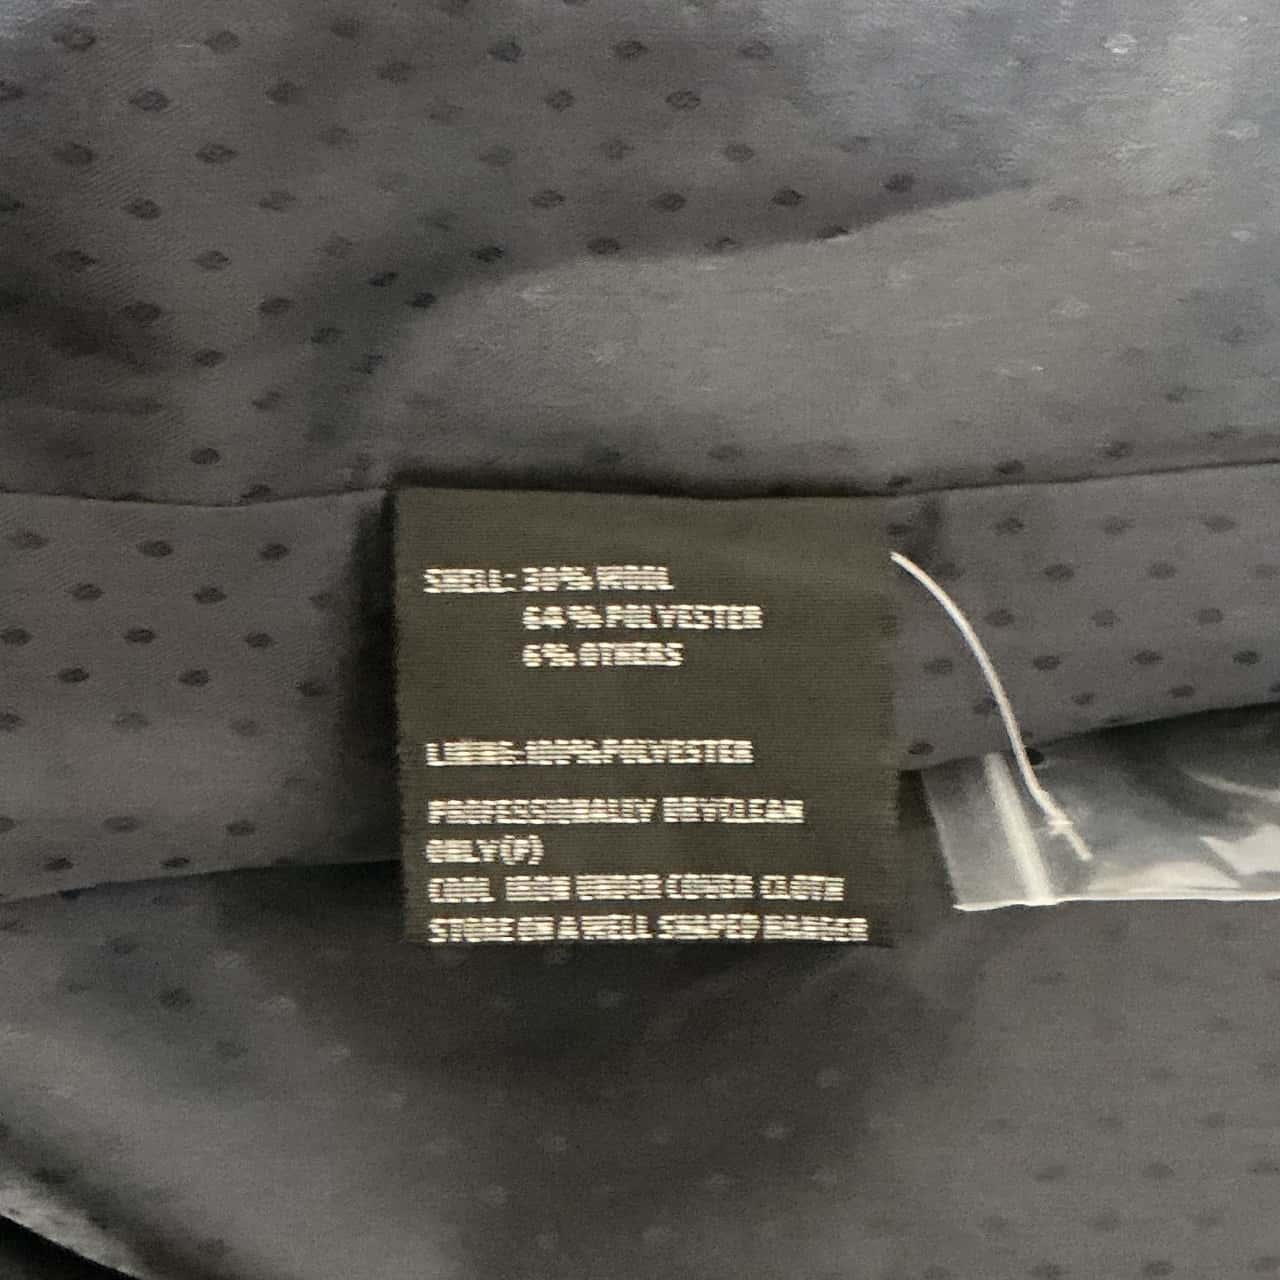 SHELL: 30% WOOL
64% POLYESTER
6% OTHERS
LINING: 100% POLYESTER
PROFESSIONALLY DRYCLEAN
ONLY (P)
COOL IRON UNDER COVER CLOTH
STORE ON A WELL SHAPED HANGER